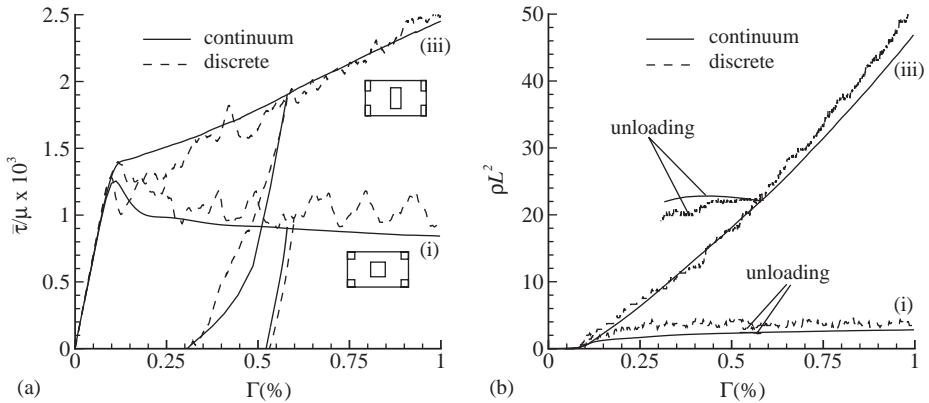 2.5
2
1.5
1
0.5
0
τ̄/μ x 10³
continuum
discrete
(iii)
(i)
0 0.25 0.5 0.75 1
(a) Γ(%)
50
40
30
20
10
0
ρL²
continuum
discrete
(iii)
unloading
unloading
(i)
0 0.25 0.5 0.75 1
(b) Γ(%)